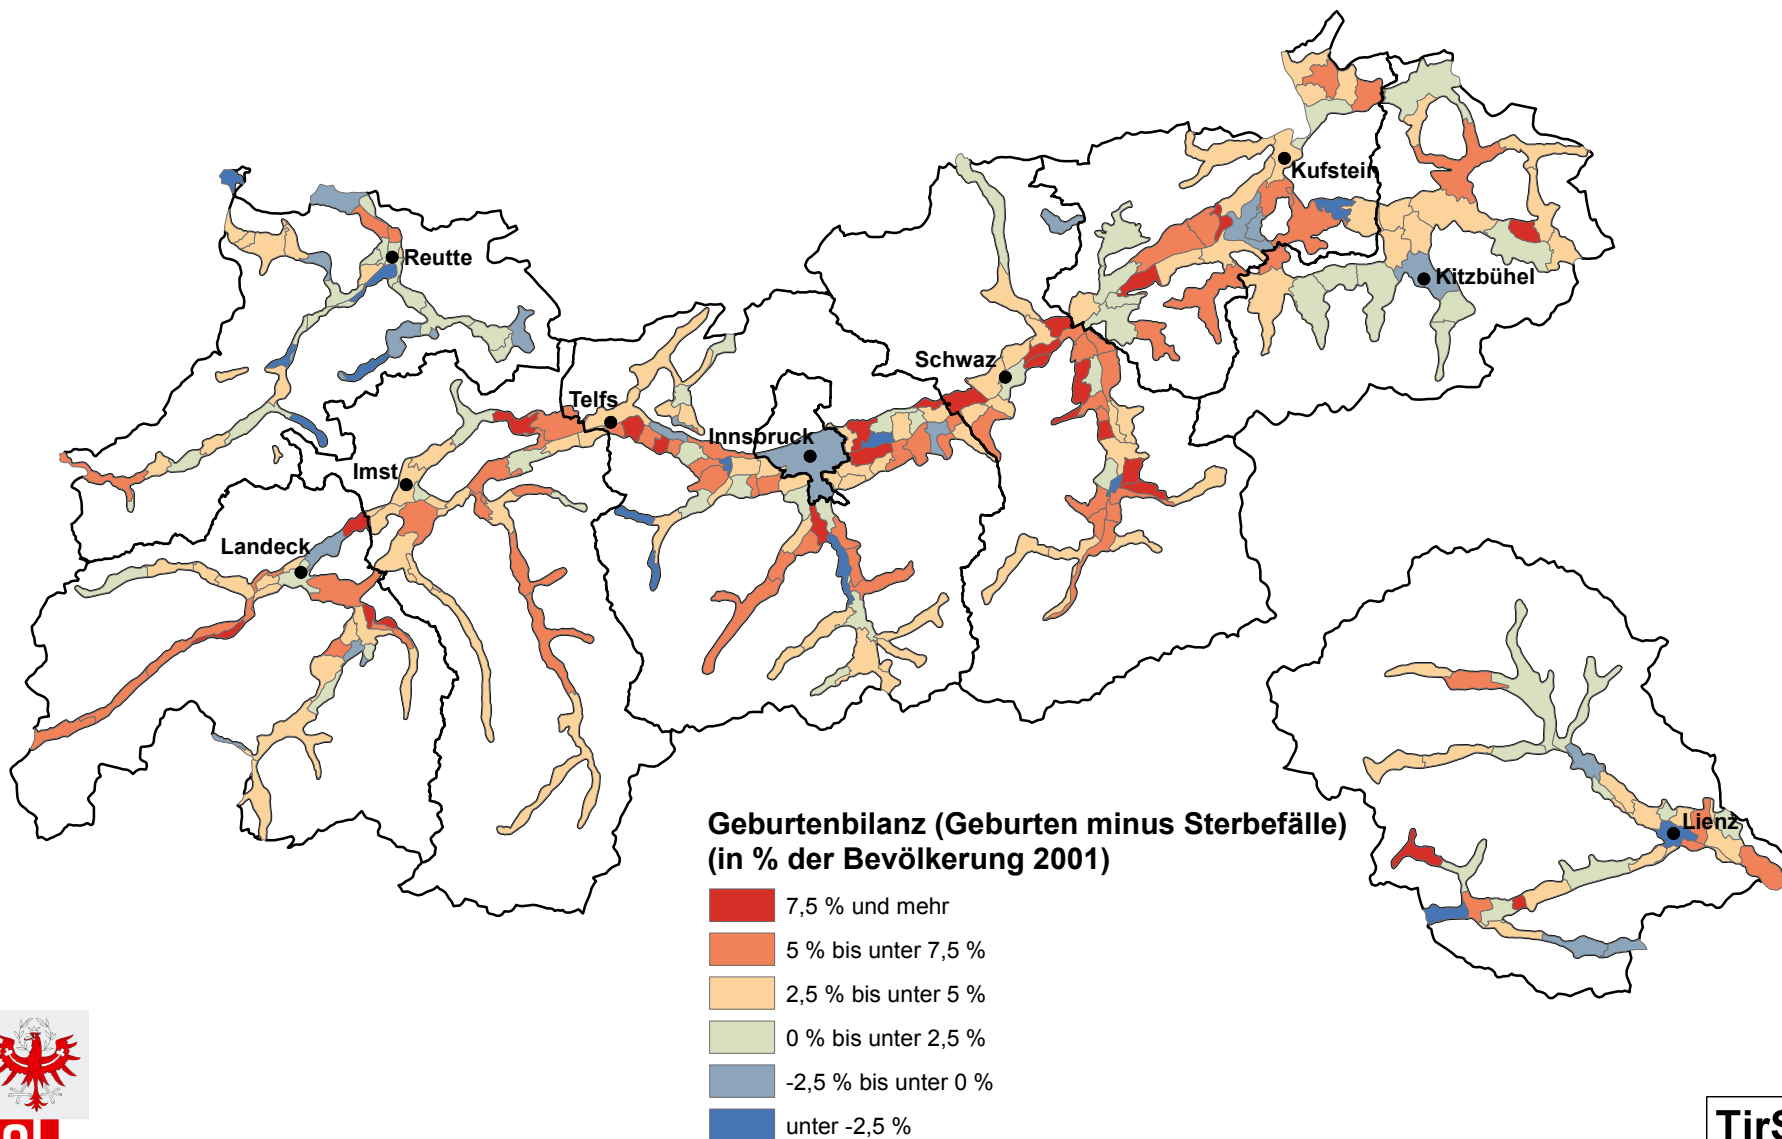 Kufstein
Reutte
Kitzbühel
Schwaz
Telfs
Innsbruck
Imst
Landeck
Lienz
Geburtenbilanz (Geburten minus Sterbefälle)
(in % der Bevölkerung 2001)
7,5 % und mehr
5 % bis unter 7,5 %
2,5 % bis unter 5 %
0 % bis unter 2,5 %
-2,5 % bis unter 0 %
unter -2,5 %